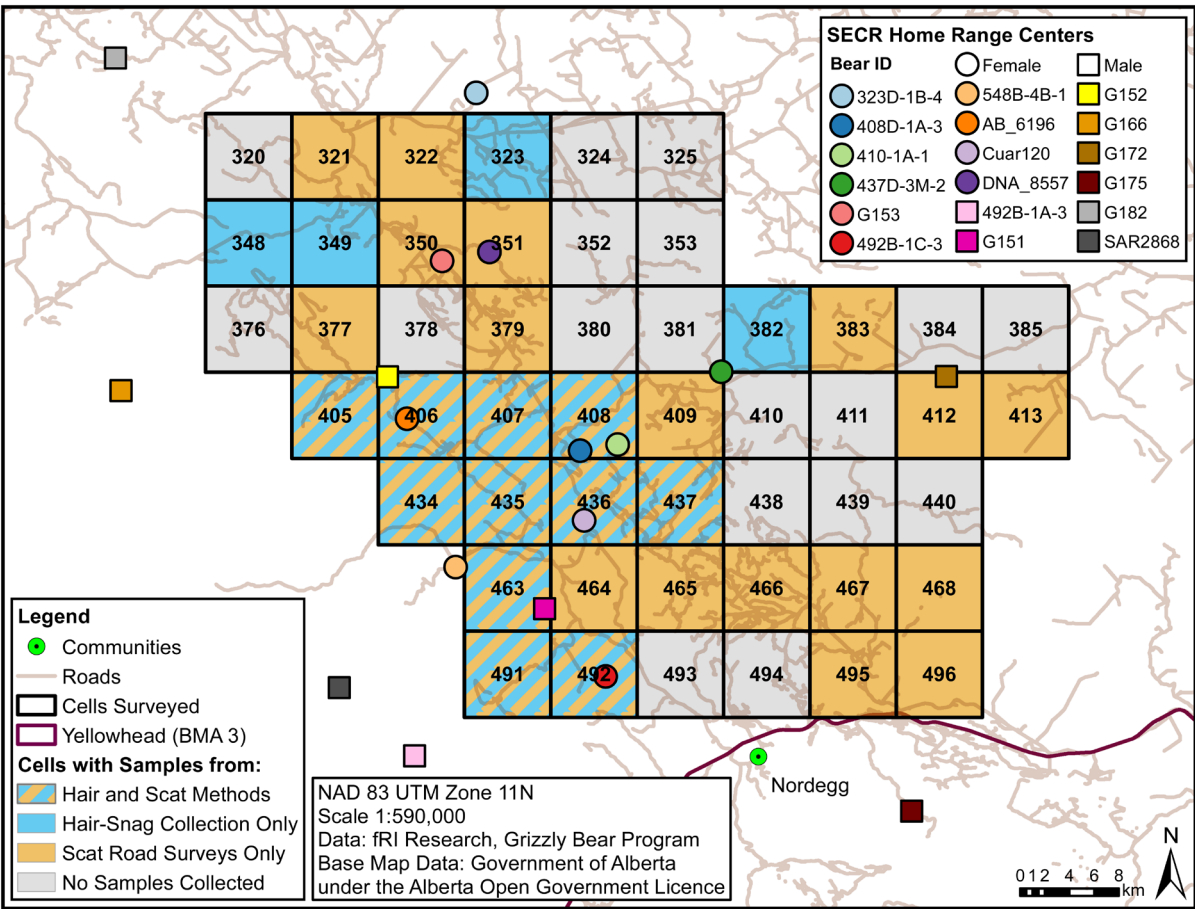 SECR Home Range Centers
Bear ID
Female
Male
323D-1B-4
548B-4B-1
G152
408D-1A-3
AB_6196
G166
410-1A-1
Cuar120
G172
437D-3M-2
DNA_8557
G175
G153
492B-1A-3
G182
492B-1C-3
G151
SAR2868
320 321 322 323 324 325
348 349 350 351 352 353
376 377 378 379 380 381 382 383 384 385
405 406 407 408 409 410 411 412 413
434 435 436 437 438 439 440
463 464 465 466 467 468
491 492 493 494 495 496
Nordegg
Legend
Communities
Roads
Cells Surveyed
Yellowhead (BMA 3)
Cells with Samples from:
Hair and Scat Methods
Hair-Snag Collection Only
Scat Road Surveys Only
No Samples Collected
NAD 83 UTM Zone 11N
Scale 1:590,000
Data: fRI Research, Grizzly Bear Program
Base Map Data: Government of Alberta
under the Alberta Open Government Licence
N
0 1 2 4 6 8
km